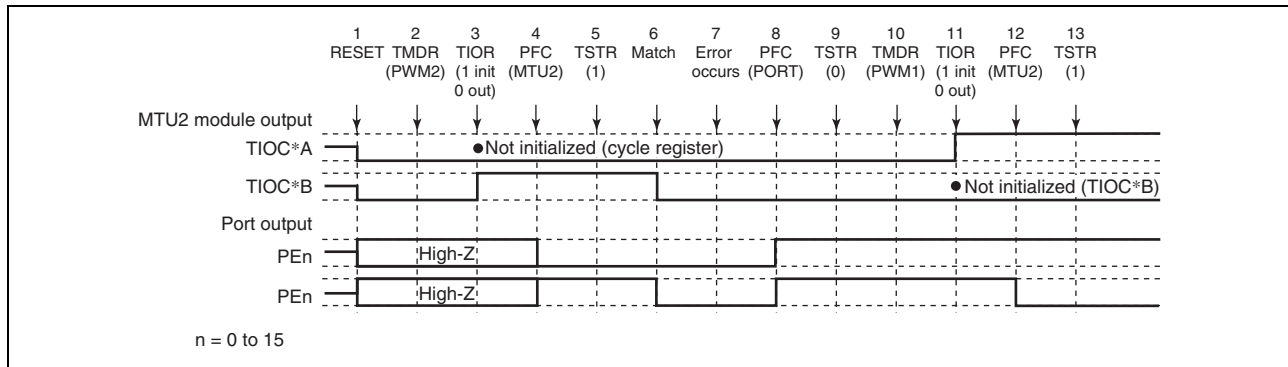 1 2 3 4 5 6 7 8 9 10 11 12 13
RESET TMDR TIOR PFC TSTR Match Error PFC TSTR TMDR TIOR PFC TSTR
(PWM2) (1 init (MTU2) (1) occurs (PORT) (0) (PWM1) (1 init (MTU2) (1)
0 out) 0 out)
MTU2 module output
TIOC*A ●Not initialized (cycle register)
TIOC*B ● Not initialized (TIOC*B)
Port output
PEn High-Z
PEn High-Z
n = 0 to 15